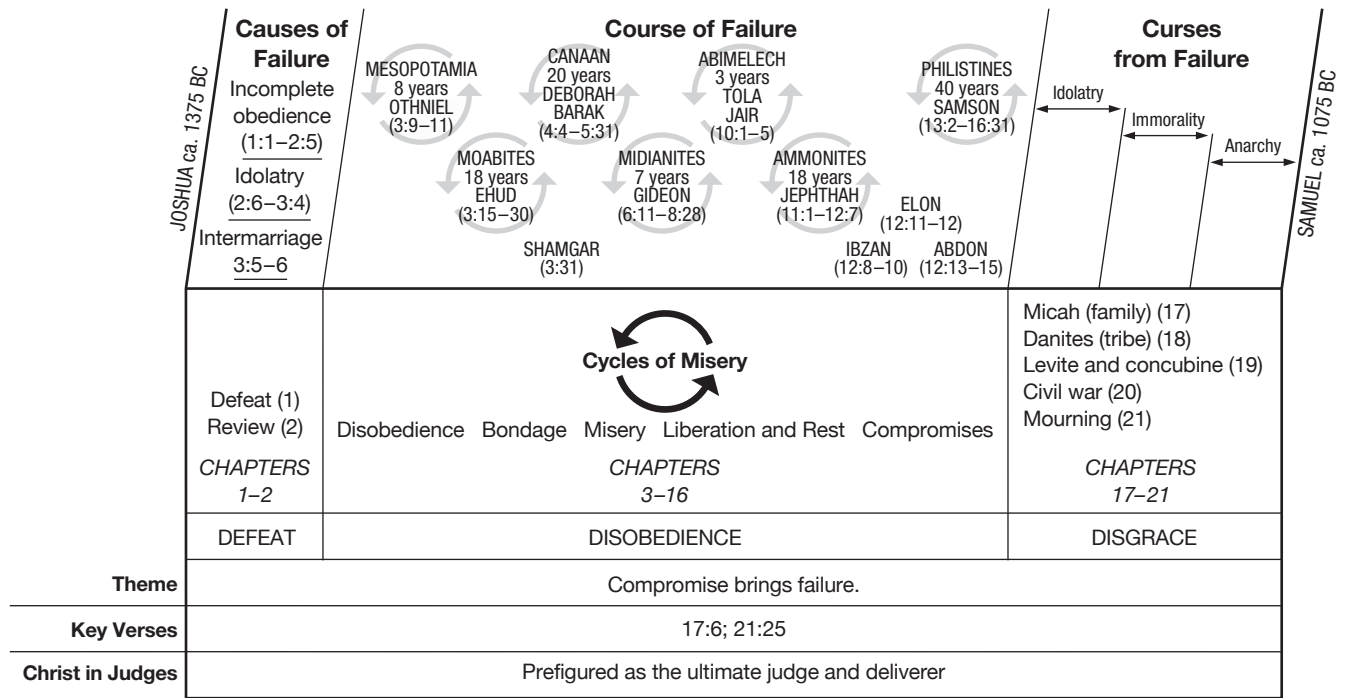 JOSHUA ca. 1375 BC
Causes of
Failure
Incomplete
obedience
(1:1–2:5)
Idolatry
(2:6–3:4)
Intermarriage
3:5–6
Course of Failure
MESOPOTAMIA
8 years
OTHNIEL
(3:9–11)
MOABITES
18 years
EHUD
(3:15–30)
SHAMGAR
(3:31)
CANAAN
20 years
DEBORAH
BARAK
(4:4–5:31)
MIDIANITES
7 years
GIDEON
(6:11–8:28)
ABIMELECH
3 years
TOLA
JAIR
(10:1–5)
AMMONITES
18 years
JEPHTHAH
(11:1–12:7)
IBZAN
(12:8–10)
ELON
(12:11–12)
ABDON
(12:13–15)
PHILISTINES
40 years
SAMSON
(13:2–16:31)
Curses
from Failure
Idolatry
Immorality
Anarchy
SAMUEL ca. 1075 BC
Defeat (1)
Review (2)
CHAPTERS
1–2
Cycles of Misery
Disobedience Bondage Misery Liberation and Rest Compromises
CHAPTERS
3–16
Micah (family) (17)
Danites (tribe) (18)
Levite and concubine (19)
Civil war (20)
Mourning (21)
CHAPTERS
17–21
DEFEAT DISOBEDIENCE DISGRACE
Theme Compromise brings failure.
Key Verses 17:6; 21:25
Christ in Judges Prefigured as the ultimate judge and deliverer